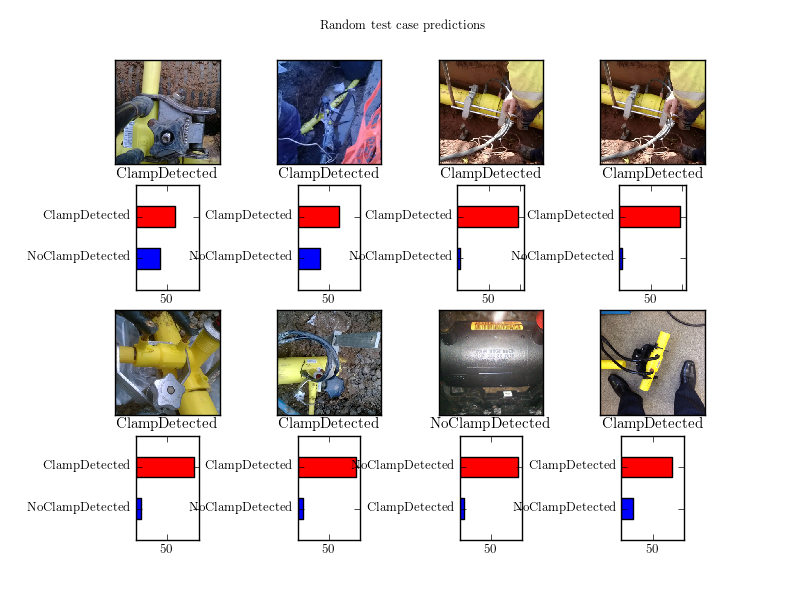 Random test case predictions
ClampDetected ClampDetected ClampDetected ClampDetected
ClampDetected ClampDetected ClampDetected ClampDetected
NoClampDetected NoClampDetected NoClampDetected NoClampDetected
50 50 50 50
ClampDetected ClampDetected NoClampDetected ClampDetected
ClampDetected ClampDetected NoClampDetected ClampDetected
NoClampDetected NoClampDetected ClampDetected NoClampDetected
50 50 50 50